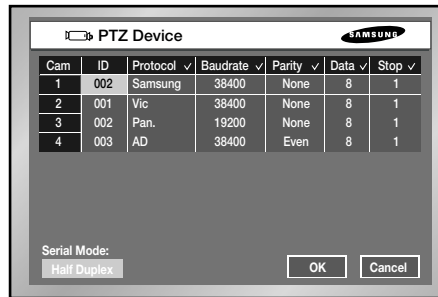 PTZ Device
SAMSUNG
Cam ID Protocol Baudrate Parity Data Stop
1 002 Samsung 38400 None 8 1
2 001 Vic 38400 None 8 1
3 002 Pan. 19200 None 8 1
4 003 AD 38400 Even 8 1
Serial Mode:
Half Duplex
OK Cancel